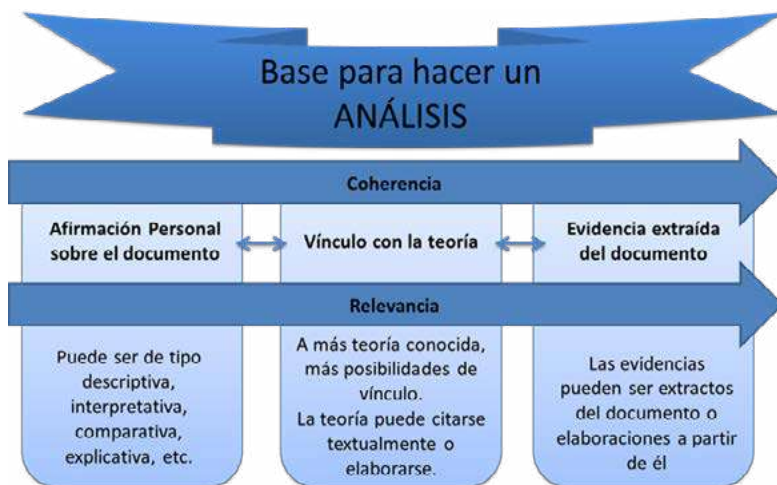 Base para hacer un
ANÁLISIS
Coherencia
Afirmación Personal
sobre el documento
Vínculo con la teoría
Evidencia extraída
del documento
Relevancia
Puede ser de tipo
descriptiva,
interpretativa,
comparativa,
explicativa, etc.
A más teoría conocida,
más posibilidades de
vínculo.
La teoría puede citarse
textualmente o
elaborarse.
Las evidencias
pueden ser extractos
del documento o
elaboraciones a partir
de él